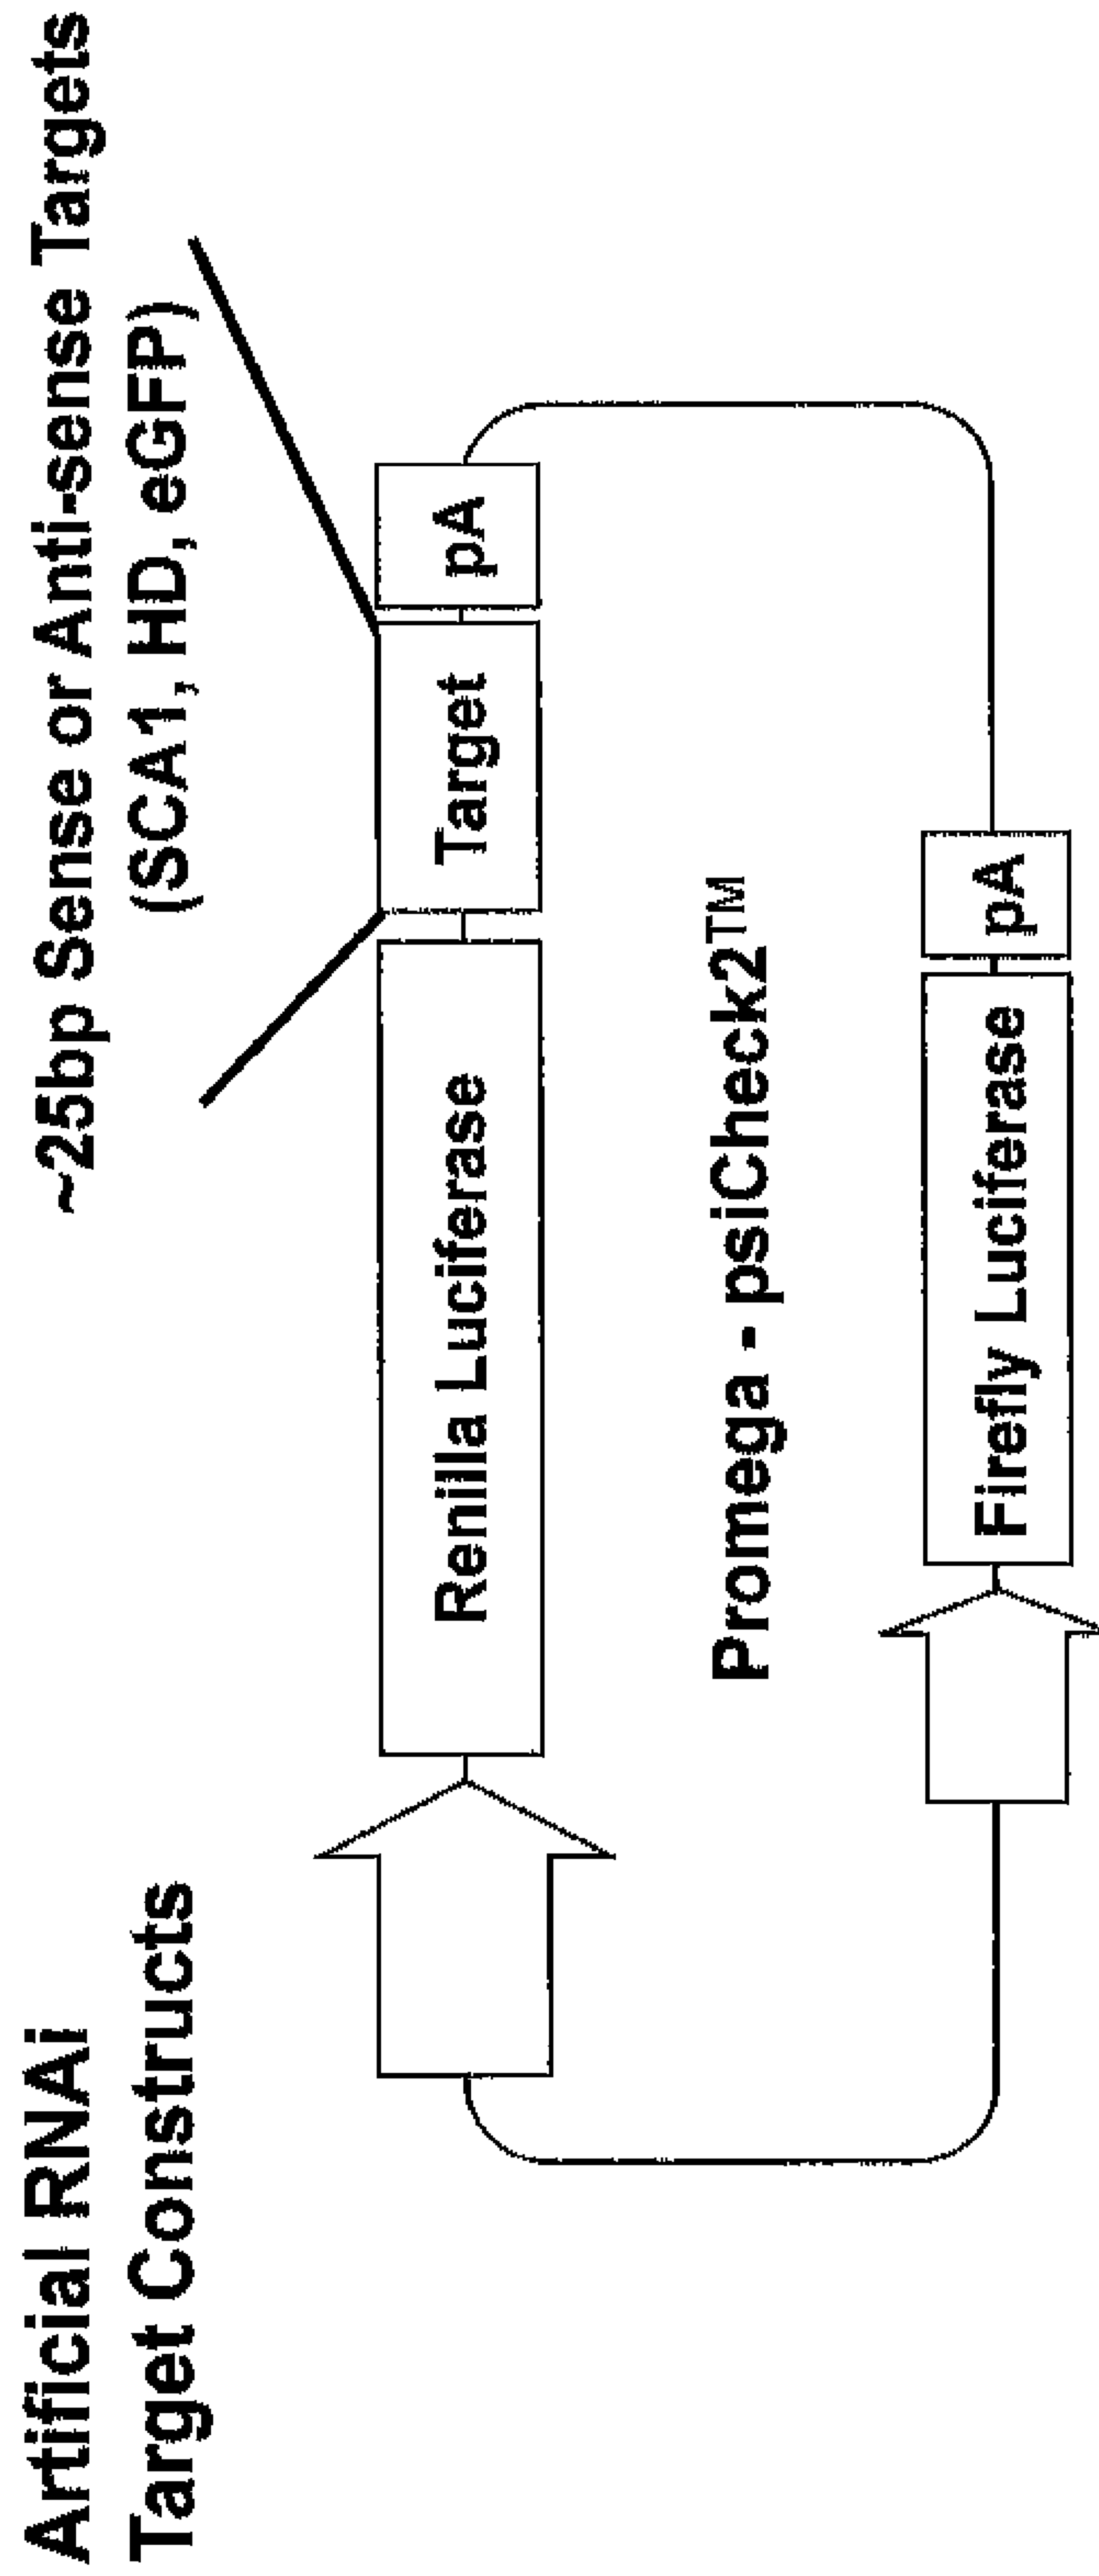 Artificial RNAi
Target Constructs
~25bp Sense or Anti-sense Targets
(SCA1, HD, eGFP)
Renilla Luciferase
Target
pA
Promega - psiCheck2™
Firefly Luciferase
pA